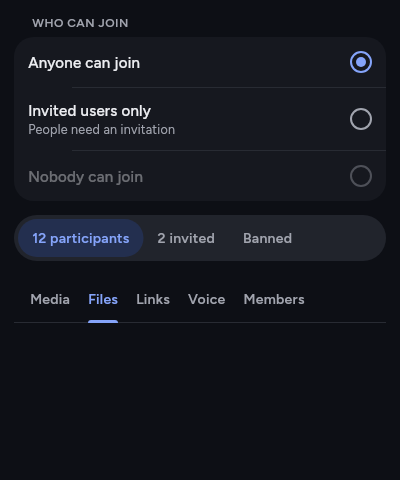 WHO CAN JOIN
Anyone can join
Invited users only
People need an invitation
Nobody can join
12 participants 2 invited Banned
Media Files Links Voice Members